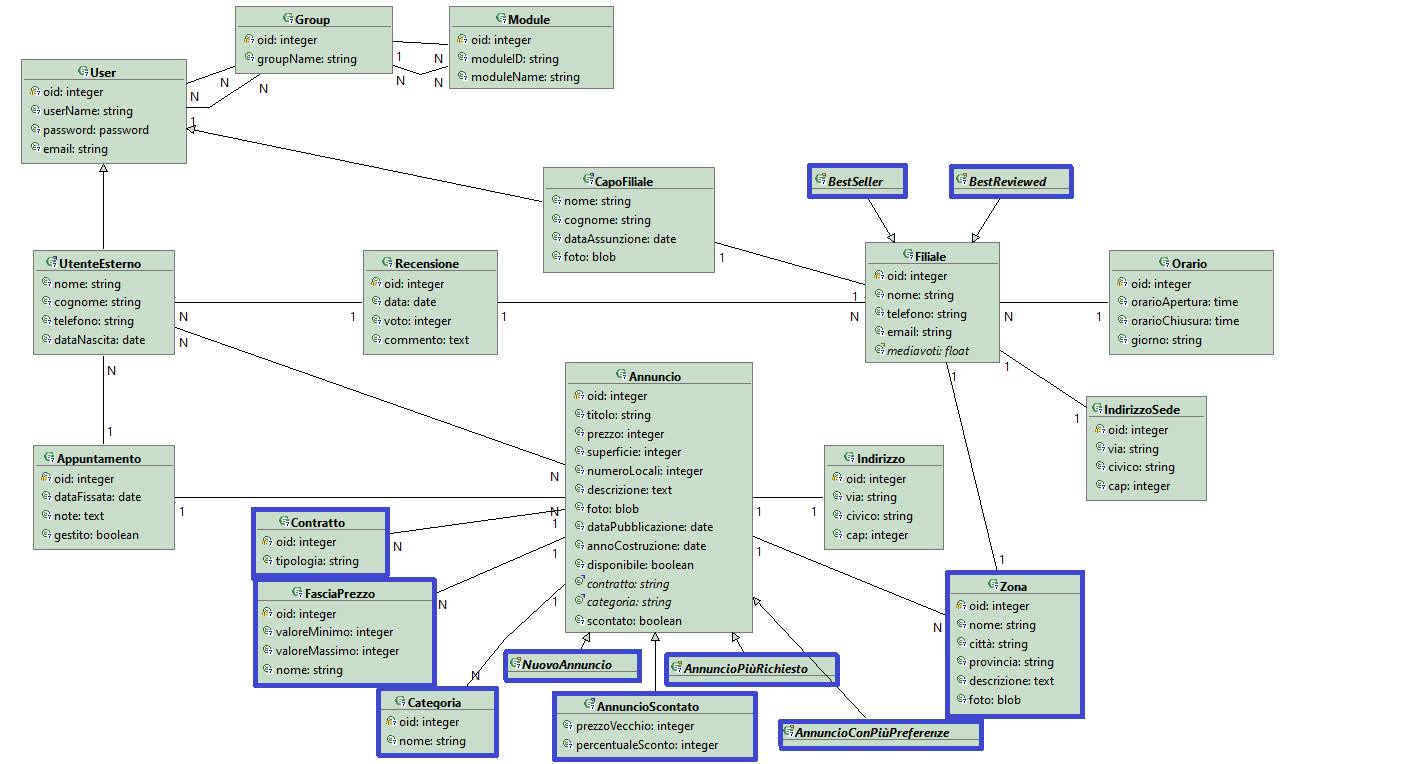 Group
oid: integer
groupName: string
Module
oid: integer
moduleID: string
moduleName: string
1
N
N
N
User
oid: integer
userName: string
password: password
email: string
N
N
N
1
CapoFiliale
nome: string
cognome: string
dataAssunzione: date
foto: blob
1
1
BestSeller
BestReviewed
UtenteEsterno
nome: string
cognome: string
telefono: string
dataNascita: date
N
1
N
N
1
Recensione
oid: integer
data: date
voto: integer
commento: text
1
N
Filiale
oid: integer
nome: string
telefono: string
email: string
mediavoti: float
N
1
1
1
1
1
Orario
oid: integer
orarioApertura: time
orarioChiusura: time
giorno: string
IndirizzoSede
oid: integer
via: string
civico: string
cap: integer
Appuntamento
oid: integer
dataFissata: date
note: text
gestito: boolean
1
Annuncio
oid: integer
titolo: string
prezzo: integer
superficie: integer
numeroLocali: integer
descrizione: text
foto: blob
dataPubblicazione: date
annoCostruzione: date
disponibile: boolean
contratto: string
categoria: string
scontato: boolean
N
N
1
1
1
1
1
1
N
Indirizzo
oid: integer
via: string
civico: string
cap: integer
Contratto
oid: integer
tipologia: string
N
FasciaPrezzo
oid: integer
valoreMinimo: integer
valoreMassimo: integer
nome: string
N
Zona
oid: integer
nome: string
città: string
provincia: string
descrizione: text
foto: blob
Categoria
oid: integer
nome: string
N
NuovoAnnuncio
AnnuncioPiùRichiesto
AnnuncioScontato
prezzoVecchio: integer
percentualeSconto: integer
AnnuncioConPiùPreferenze